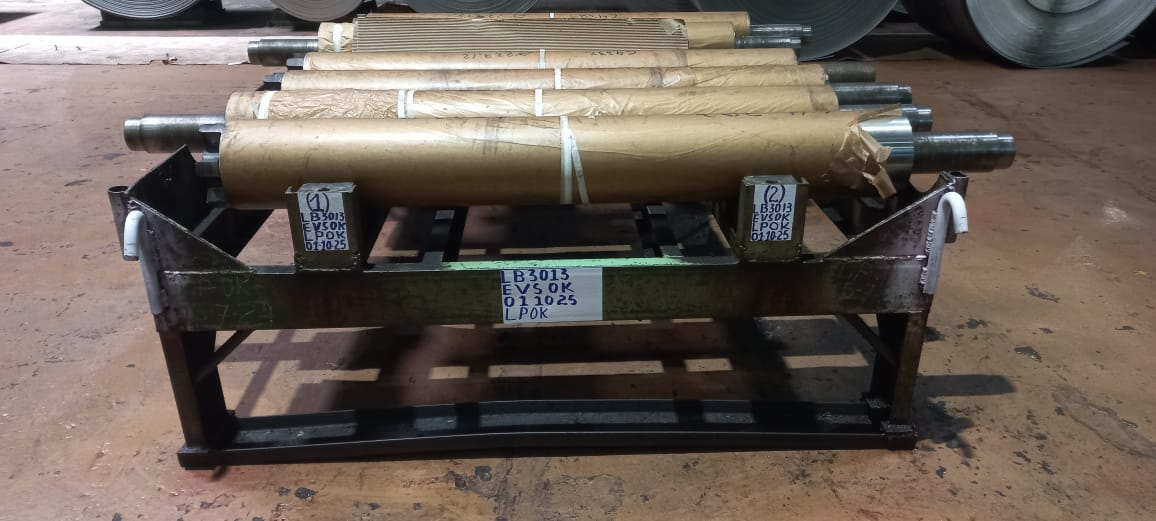 (1)
LB3013
EVSOK
LPOK
01-10-25
(2)
LB3013
EVSOK
LPOK
01-10-25
LB3013
EVSOK
011025
LPOK